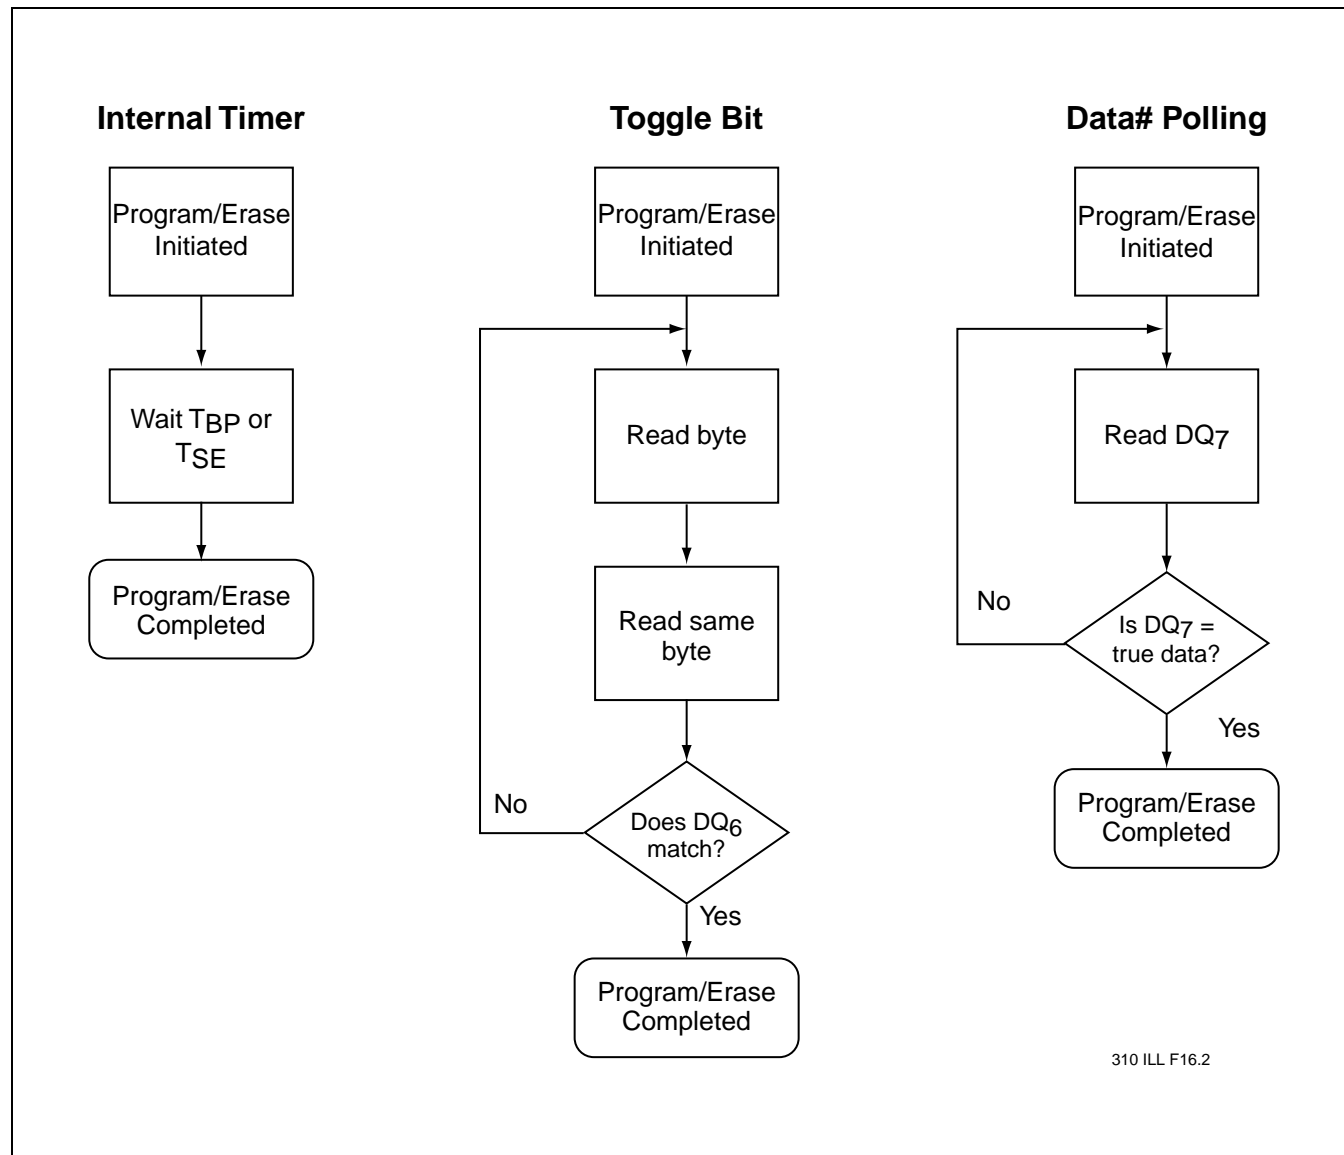 Internal Timer
Program/Erase
Initiated
Wait TBP or
TSE
Program/Erase
Completed
Toggle Bit
Program/Erase
Initiated
Read byte
Read same
byte
No
Does DQ6
match?
Yes
Program/Erase
Completed
Data# Polling
Program/Erase
Initiated
Read DQ7
No
Is DQ7 =
true data?
Yes
Program/Erase
Completed
310 ILL F16.2